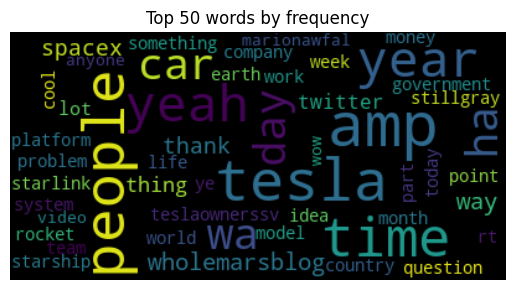 Top 50 words by frequency
spacex
something
marionawfal
money
anyone
car
company
week
year
cool
earth
work
government
people
yeah
day
twitter
stillgray
lot
amp
ha
platform
thank
wow
problem
life
tesla
part
today
point
starlink
thing
ye
way
system
teslaownerssv
idea
month
video
wa
time
rocket
world
model
rt
team
starship
wholemarsblog
country
question